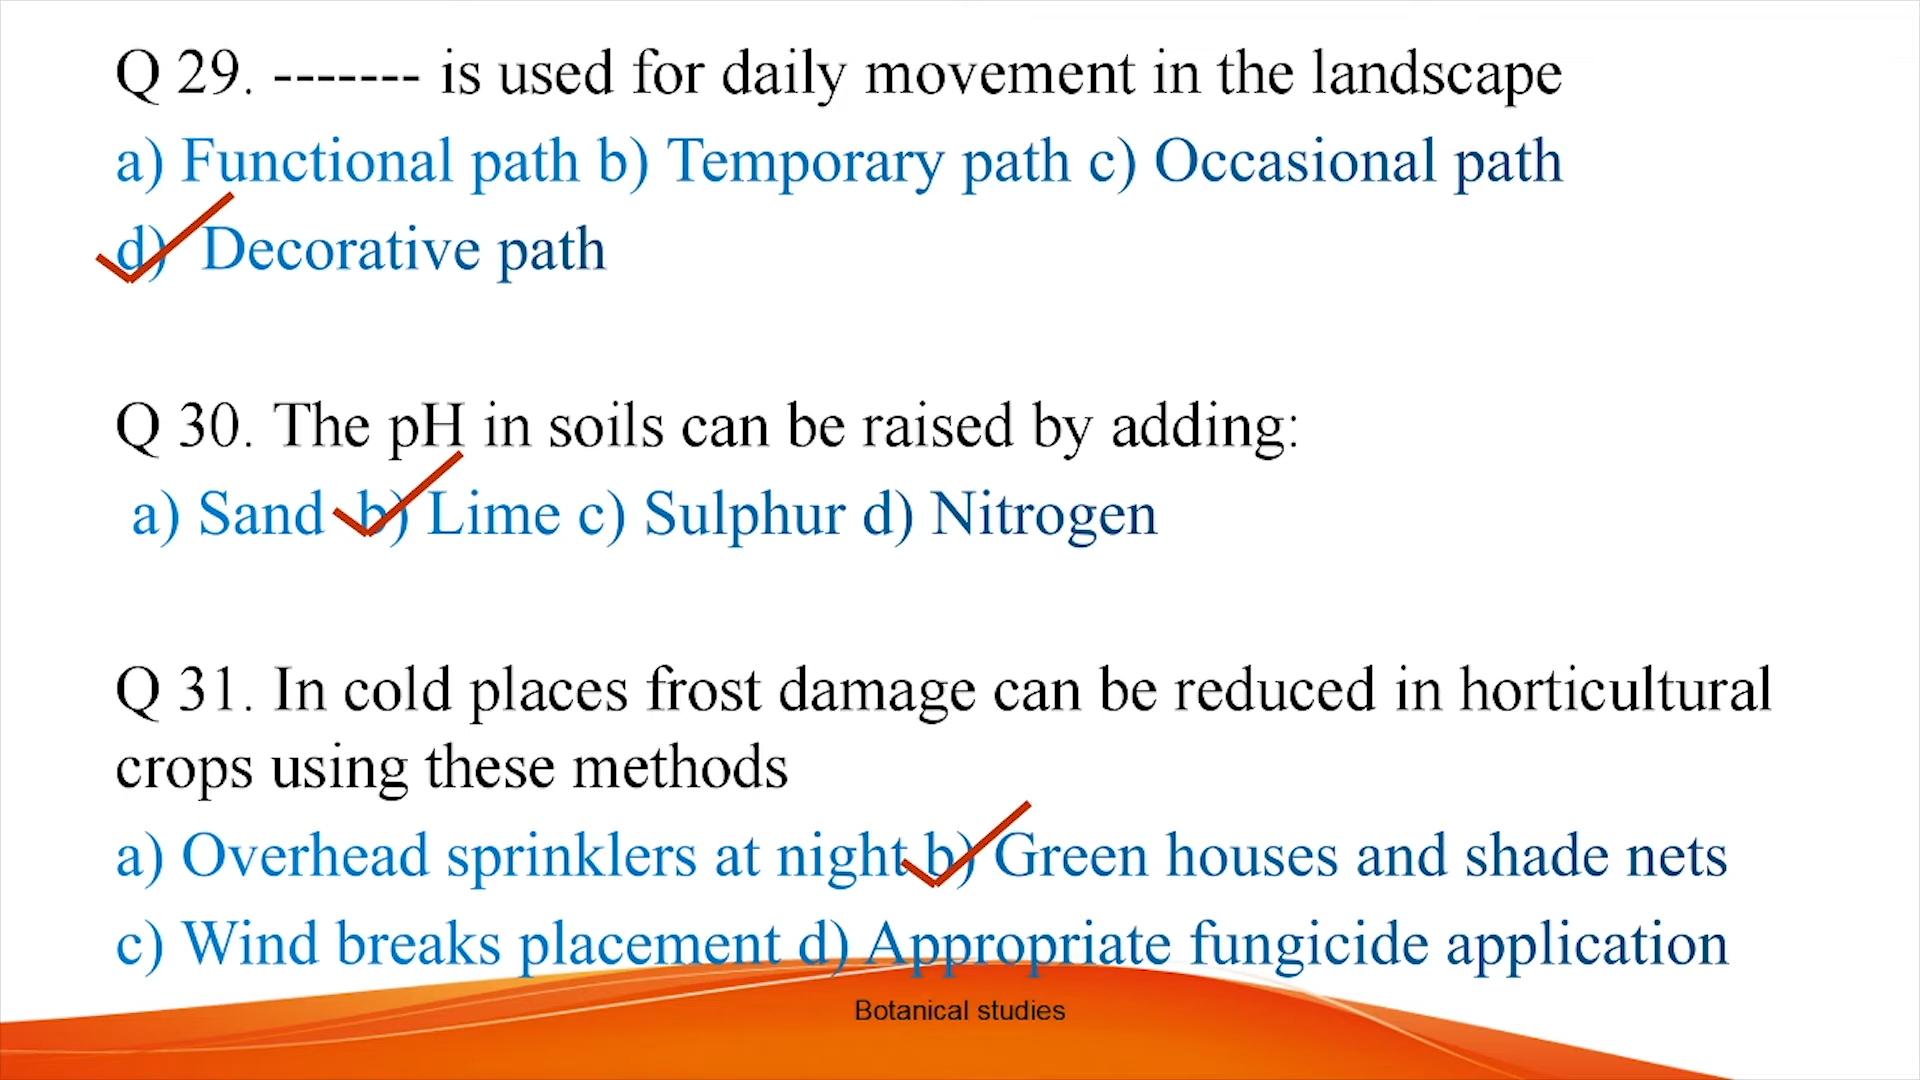 Q 29. ------- is used for daily movement in the landscape
a) Functional path b) Temporary path c) Occasional path
d) Decorative path
Q 30. The pH in soils can be raised by adding:
a) Sand b) Lime c) Sulphur d) Nitrogen
Q 31. In cold places frost damage can be reduced in horticultural
crops using these methods
a) Overhead sprinklers at night b) Green houses and shade nets
c) Wind breaks placement d) Appropriate fungicide application
Botanical studies